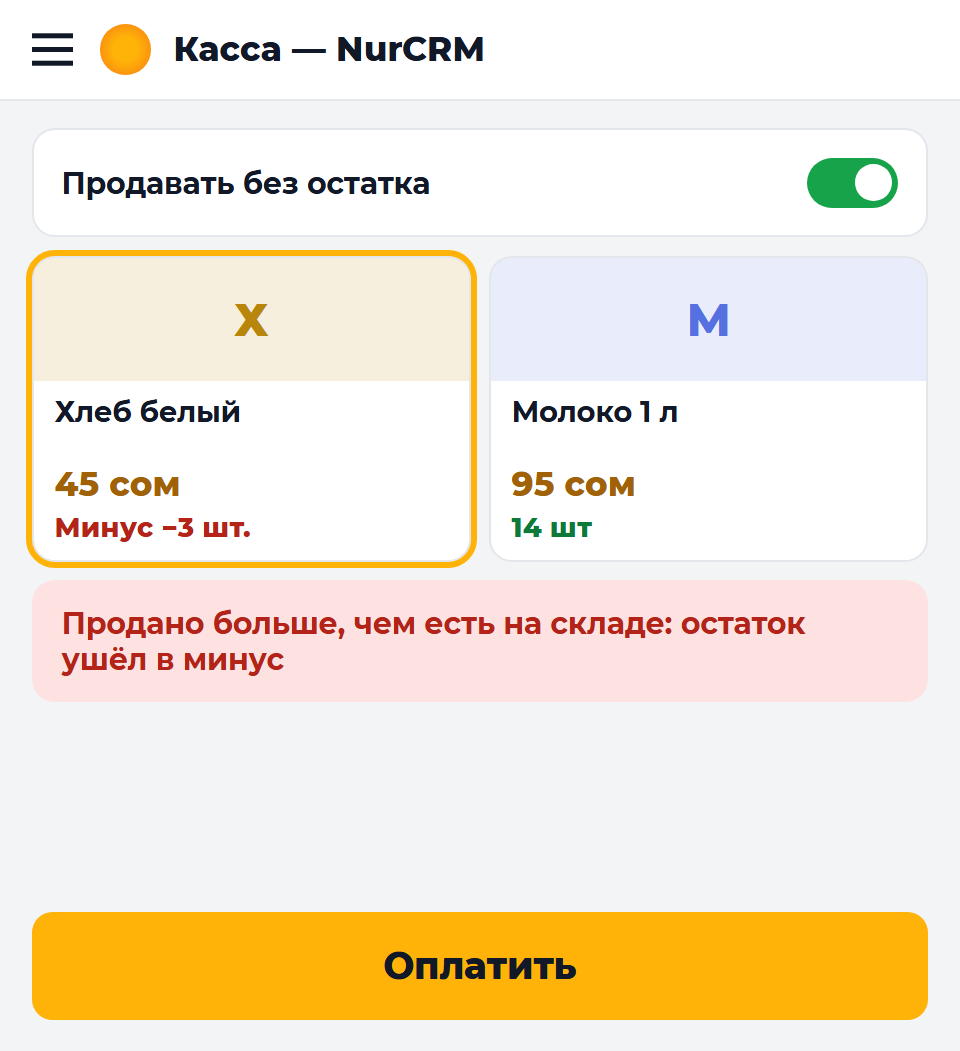 Касса — NurCRM
Продавать без остатка
Х
М
Хлеб белый
Молоко 1 л
45 сом
95 сом
Минус −3 шт.
14 шт
Продано больше, чем есть на складе: остаток
ушёл в минус
Оплатить